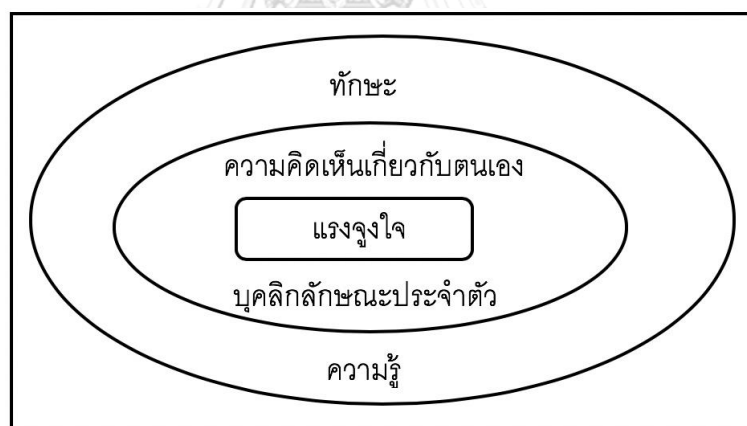 ทักษะ
ความคิดเห็นเกี่ยวกับตนเอง
แรงจูงใจ
บุคลิกลักษณะประจำตัว
ความรู้